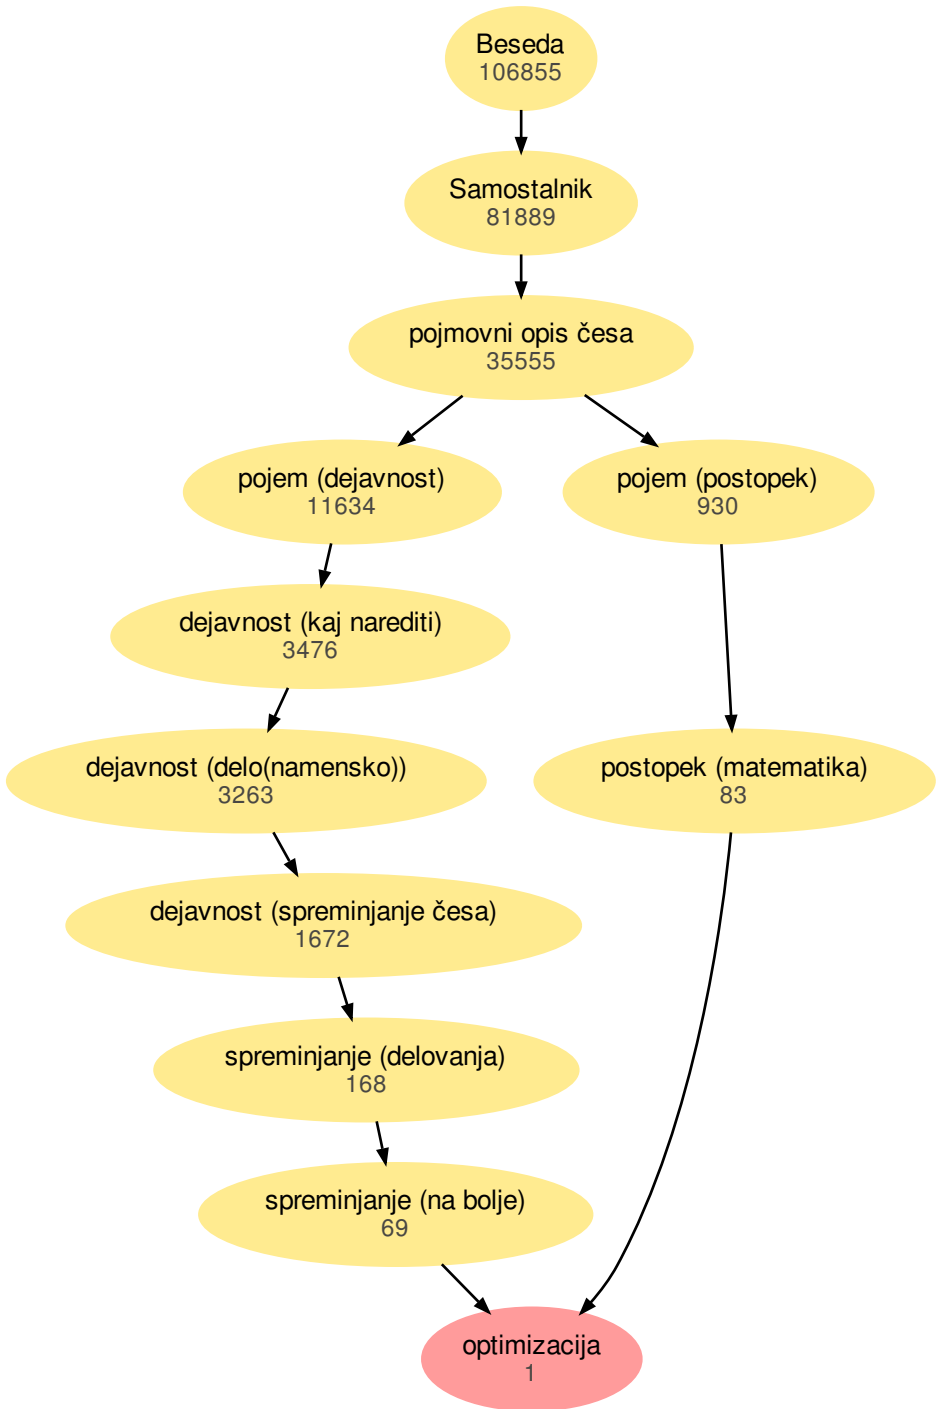 Beseda
106855
Samostalnik
81889
pojmovni opis česa
35555
pojem (dejavnost)
11634
pojem (postopek)
930
dejavnost (kaj narediti)
3476
dejavnost (delo(namensko))
3263
postopek (matematika)
83
dejavnost (spreminjanje česa)
1672
spreminjanje (delovanja)
168
spreminjanje (na bolje)
69
optimizacija
1